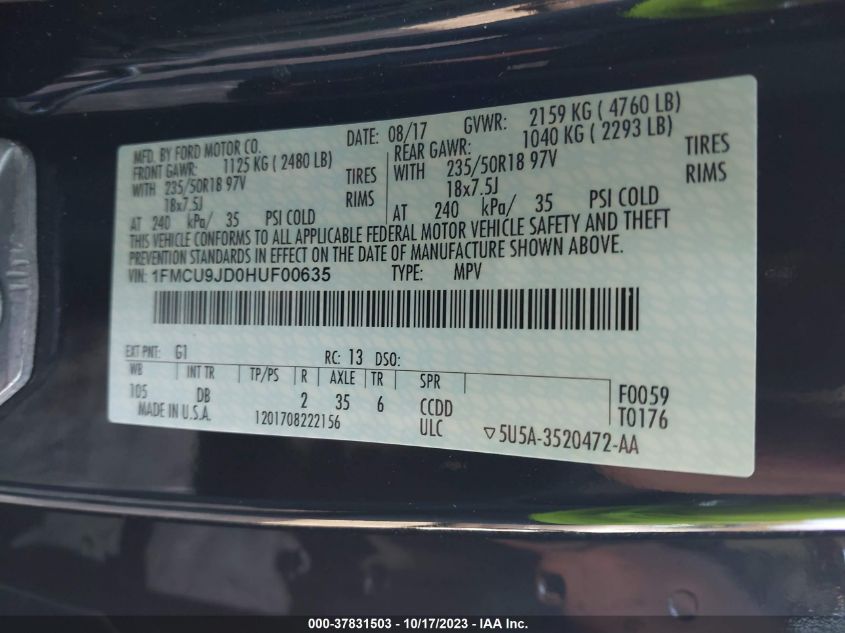 MFD. BY FORD MOTOR CO. DATE: 08/17 GVWR: 2159 KG ( 4760 LB)
FRONT GAWR: 1125 KG ( 2480 LB) REAR GAWR: 1040 KG ( 2293 LB)
WITH 235/50R18 97V TIRES WITH 235/50R18 97V TIRES
18x7.5J RIMS 18x7.5J RIMS
AT 240 kPa/ 35 PSI COLD AT 240 kPa/ 35 PSI COLD
THIS VEHICLE CONFORMS TO ALL APPLICABLE FEDERAL MOTOR VEHICLE SAFETY AND THEFT
PREVENTION STANDARDS IN EFFECT ON THE DATE OF MANUFACTURE SHOWN ABOVE.
VIN: 1FMCU9JD0HUF00635 TYPE: MPV
EXT PNT: G1 RC: 13 DSO:
WB INT TR TP/PS R AXLE TR SPR
105 DB 2 35 6 CCDD F0059
MADE IN U.S.A. 1201708222156 ULC T0176
▽5U5A-3520472-AA
000-37831503 - 10/17/2023 - IAA Inc.